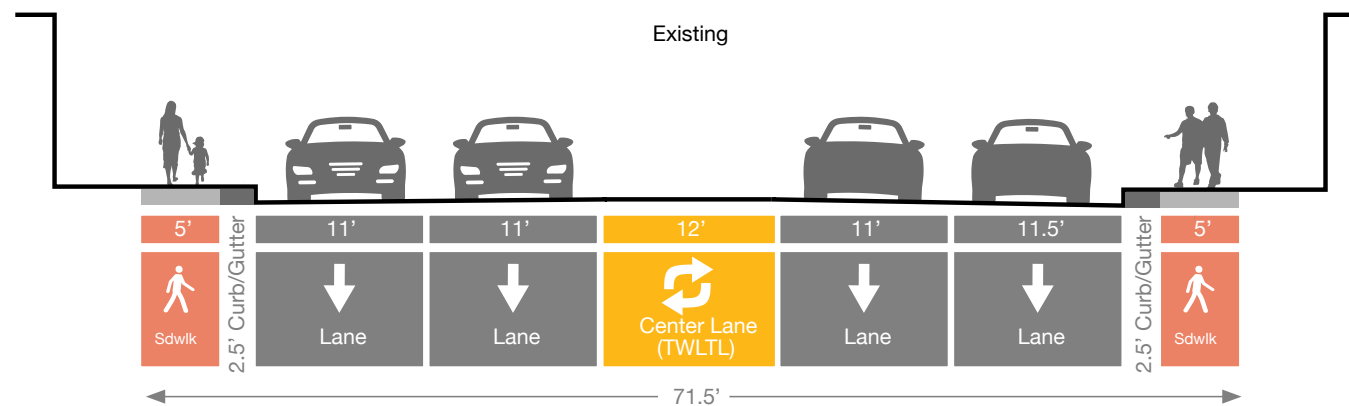 Existing
5’
2.5’ Curb/Gutter
11’
11’
12’
11’
11.5’
2.5’ Curb/Gutter
5’
Sdwlk
Lane
Lane
Center Lane
(TWLTL)
Lane
Lane
Sdwlk
71.5’